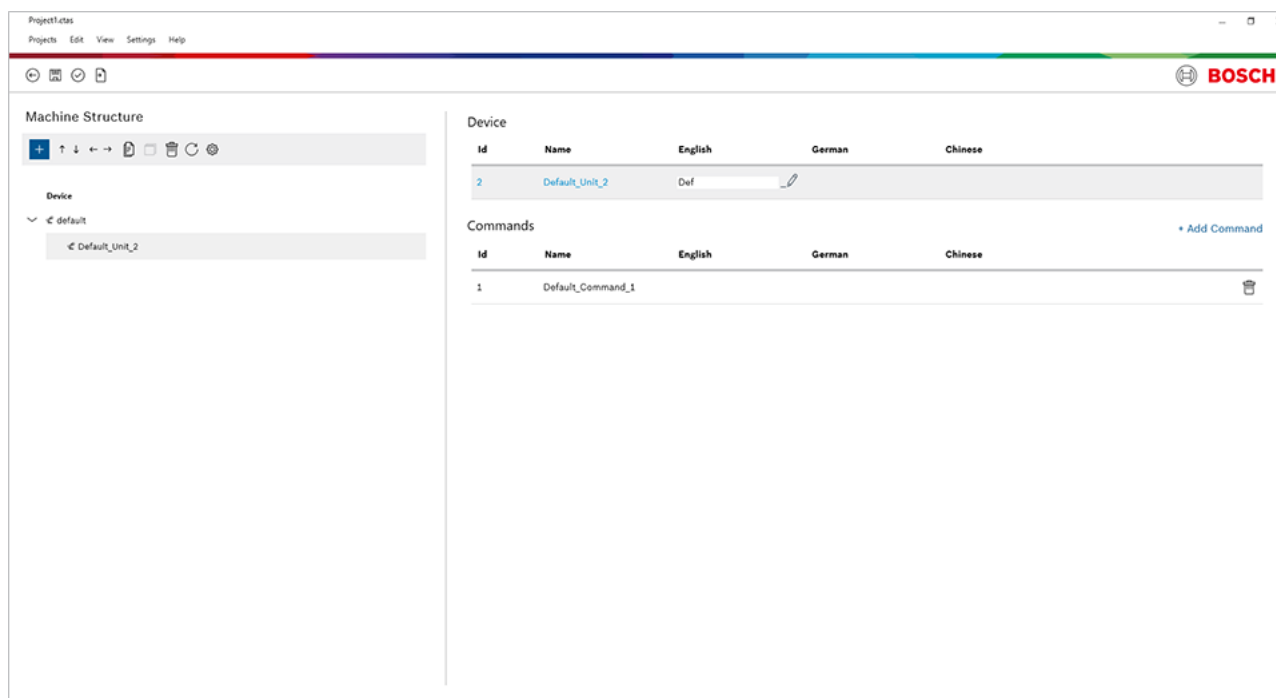 Project1.ctas
Projects Edit View Settings Help
BOSCH
Machine Structure
Device
default
Default_Unit_2
Device
Id Name English German Chinese
2 Default_Unit_2 Def
Commands
+ Add Command
Id Name English German Chinese
1 Default_Command_1